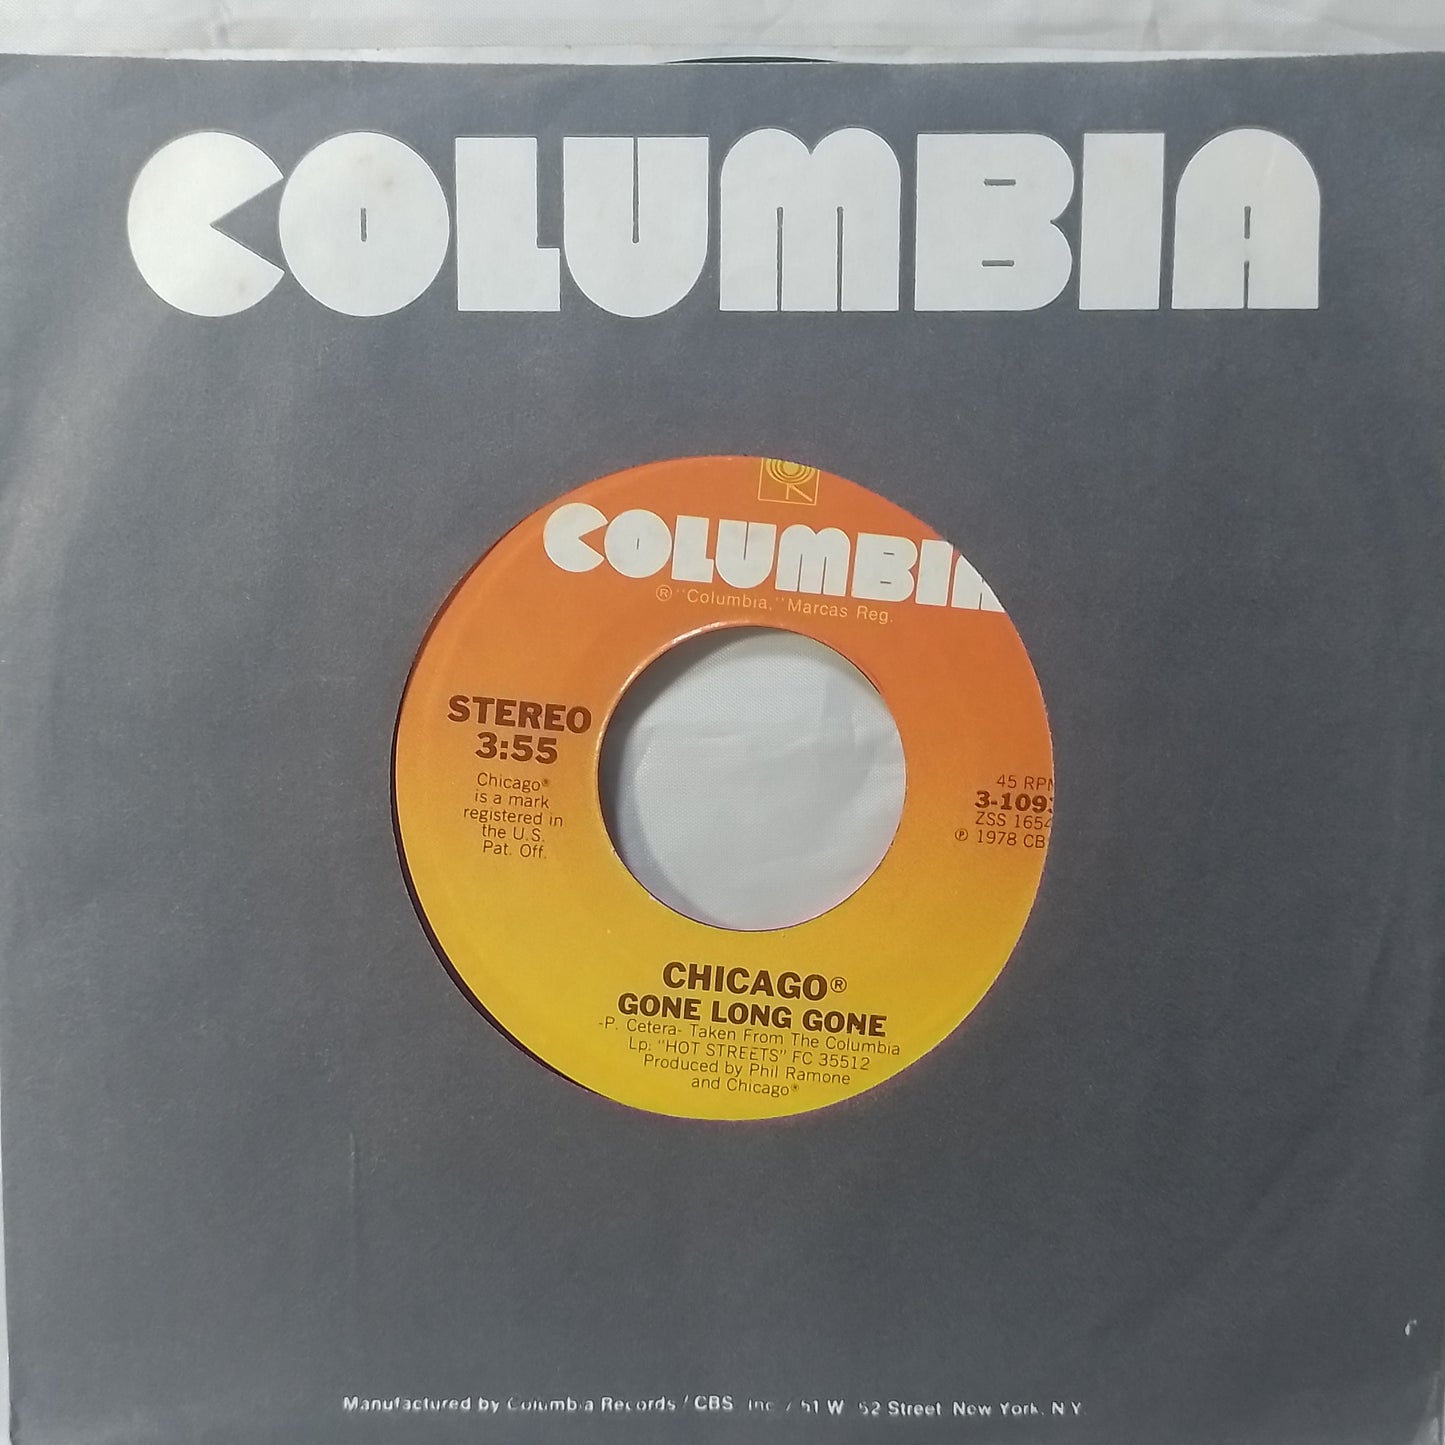 COLUMBIA
COLUMBIA
® "Columbia," Marcas Reg.
STEREO
3:55
Chicago®
is a mark
registered in
the U.S.
Pat. Off.
45 RPM
3-1093
ZSS 1654
℗ 1978 CB
CHICAGO®
GONE LONG GONE
-P. Cetera- Taken From The Columbia
Lp: "HOT STREETS" FC 35512
Produced by Phil Ramone
and Chicago®
Manufactured by Columbia Records / CBS Inc / 51 W 52 Street New York, N Y